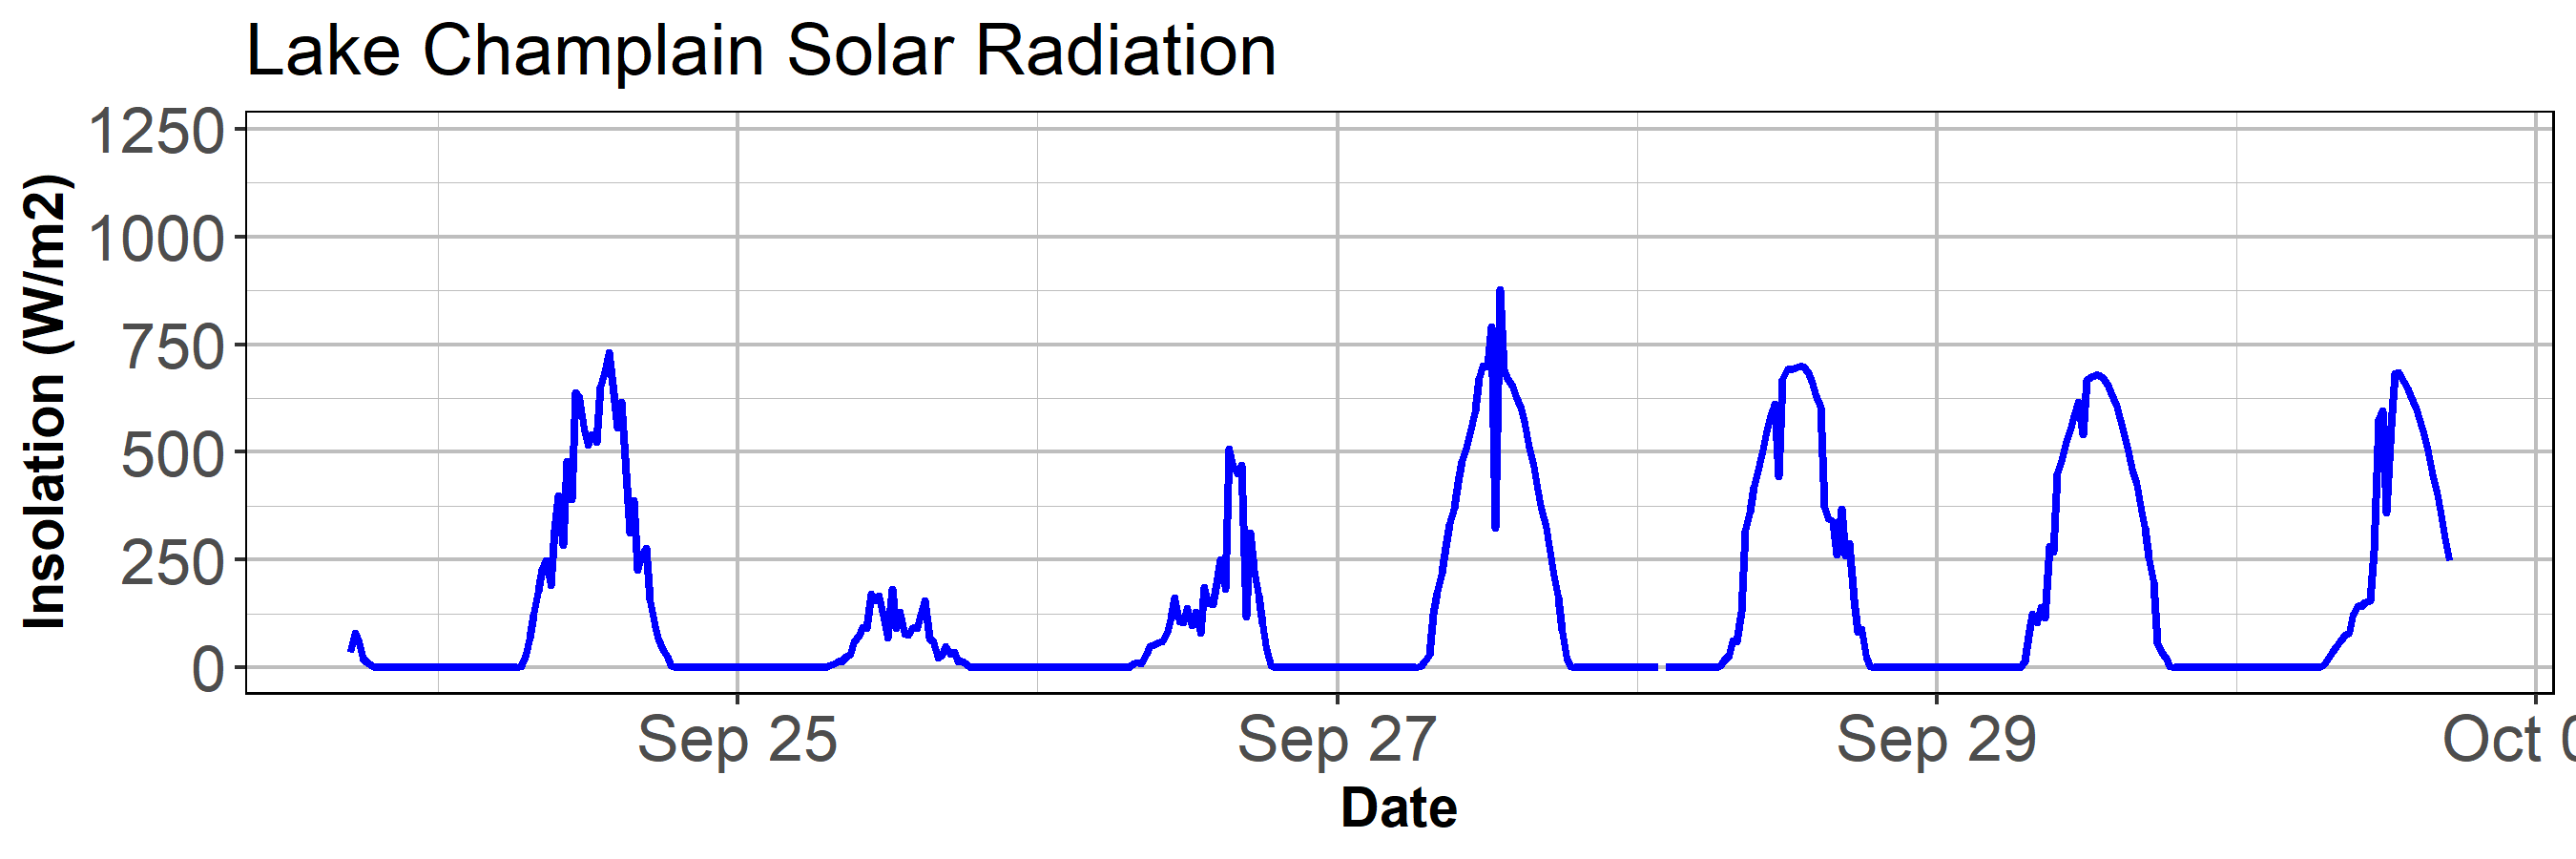 Lake Champlain Solar Radiation
1250
1000
750
500
250
0
Insolation (W/m2)
Sep 25
Sep 27
Sep 29
Oct 0
Date